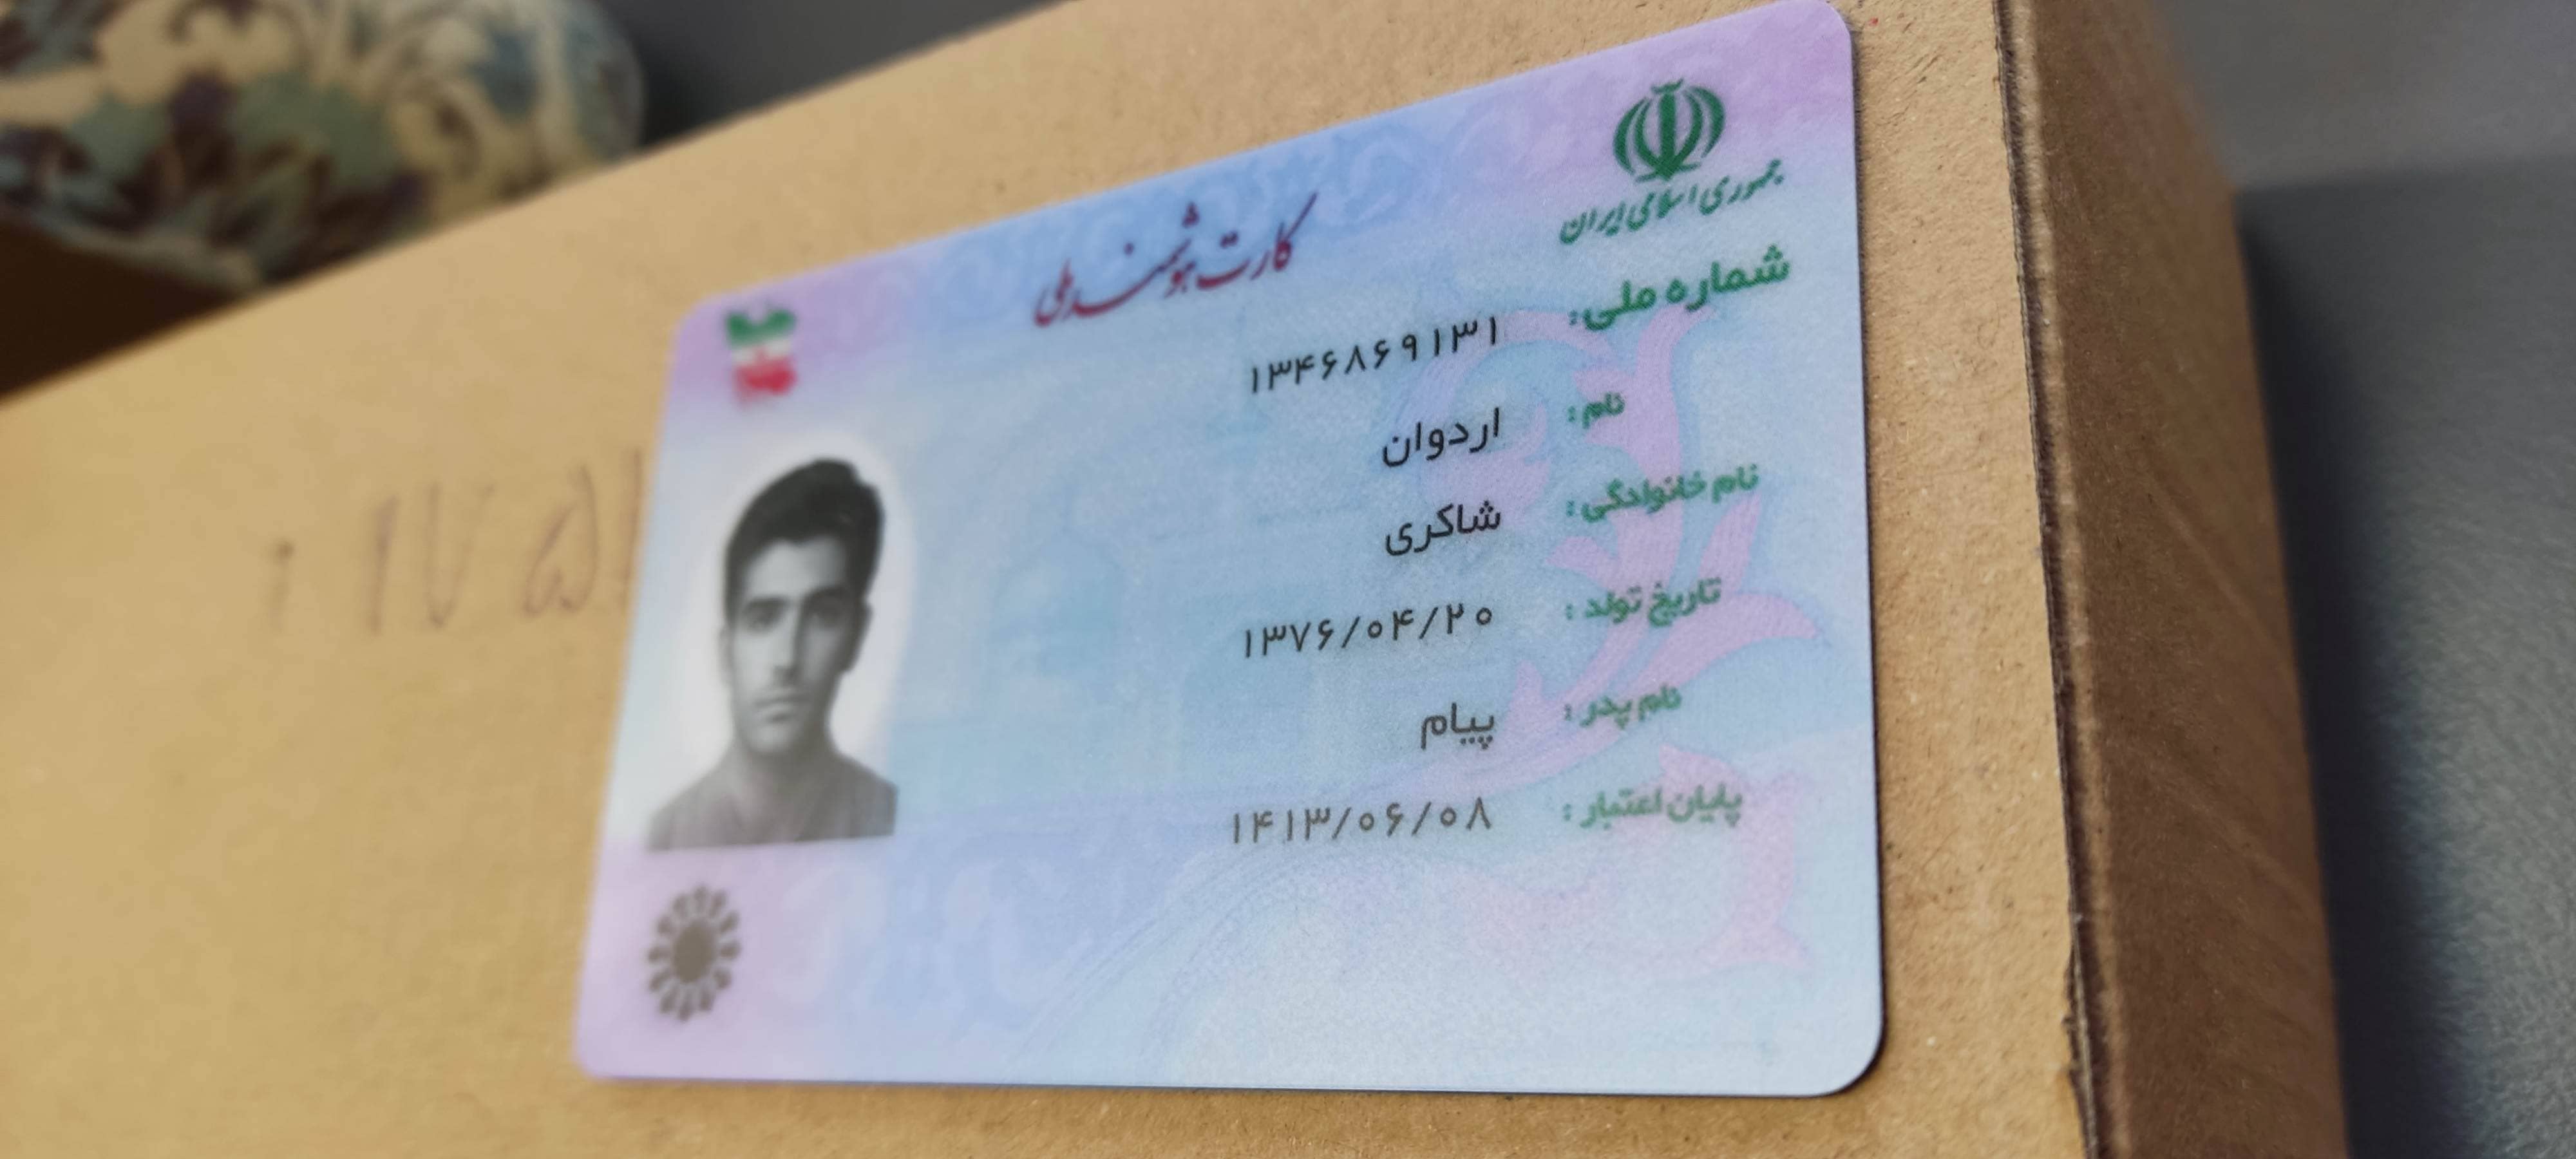 جمهوری اسلامی ایران
کارت هوشمند ملی
شماره ملی: ۱۳۴۶۸۶۹۱۳۱
نام: اردوان
نام خانوادگی: شاکری
تاریخ تولد: ۱۳۷۶/۰۴/۲۰
نام پدر: پیام
پایان اعتبار: ۱۴۱۳/۰۶/۰۸